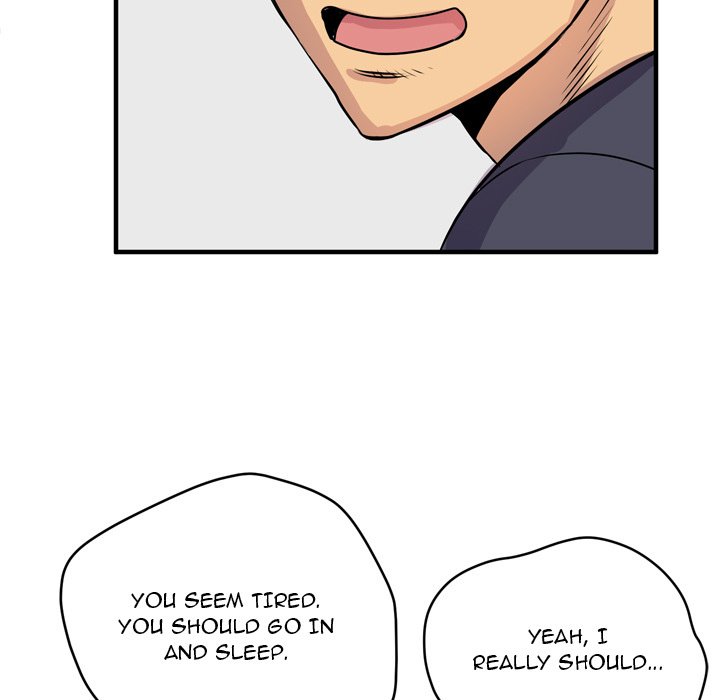 YOU SEEM TIRED.
YOU SHOULD GO IN
AND SLEEP.
YEAH, I
REALLY SHOULD...